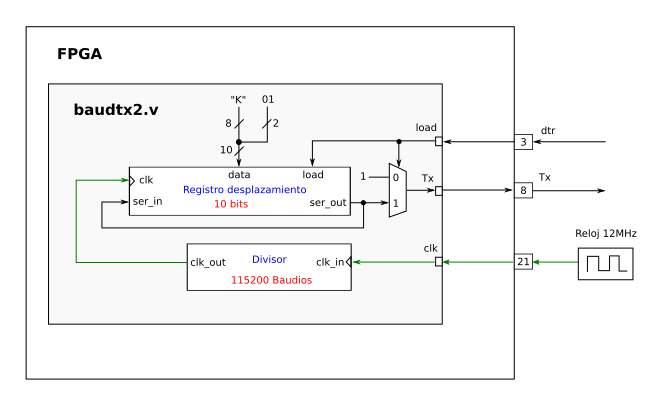 FPGA
baudtx2.v
"K" 01
8 2
10
load
dtr
3
data load
clk
Registro desplazamiento
ser_in
10 bits
ser_out
1
0
1
Tx
8
Tx
clk
Reloj 12MHz
clk_out
Divisor
clk_in
21
115200 Baudios